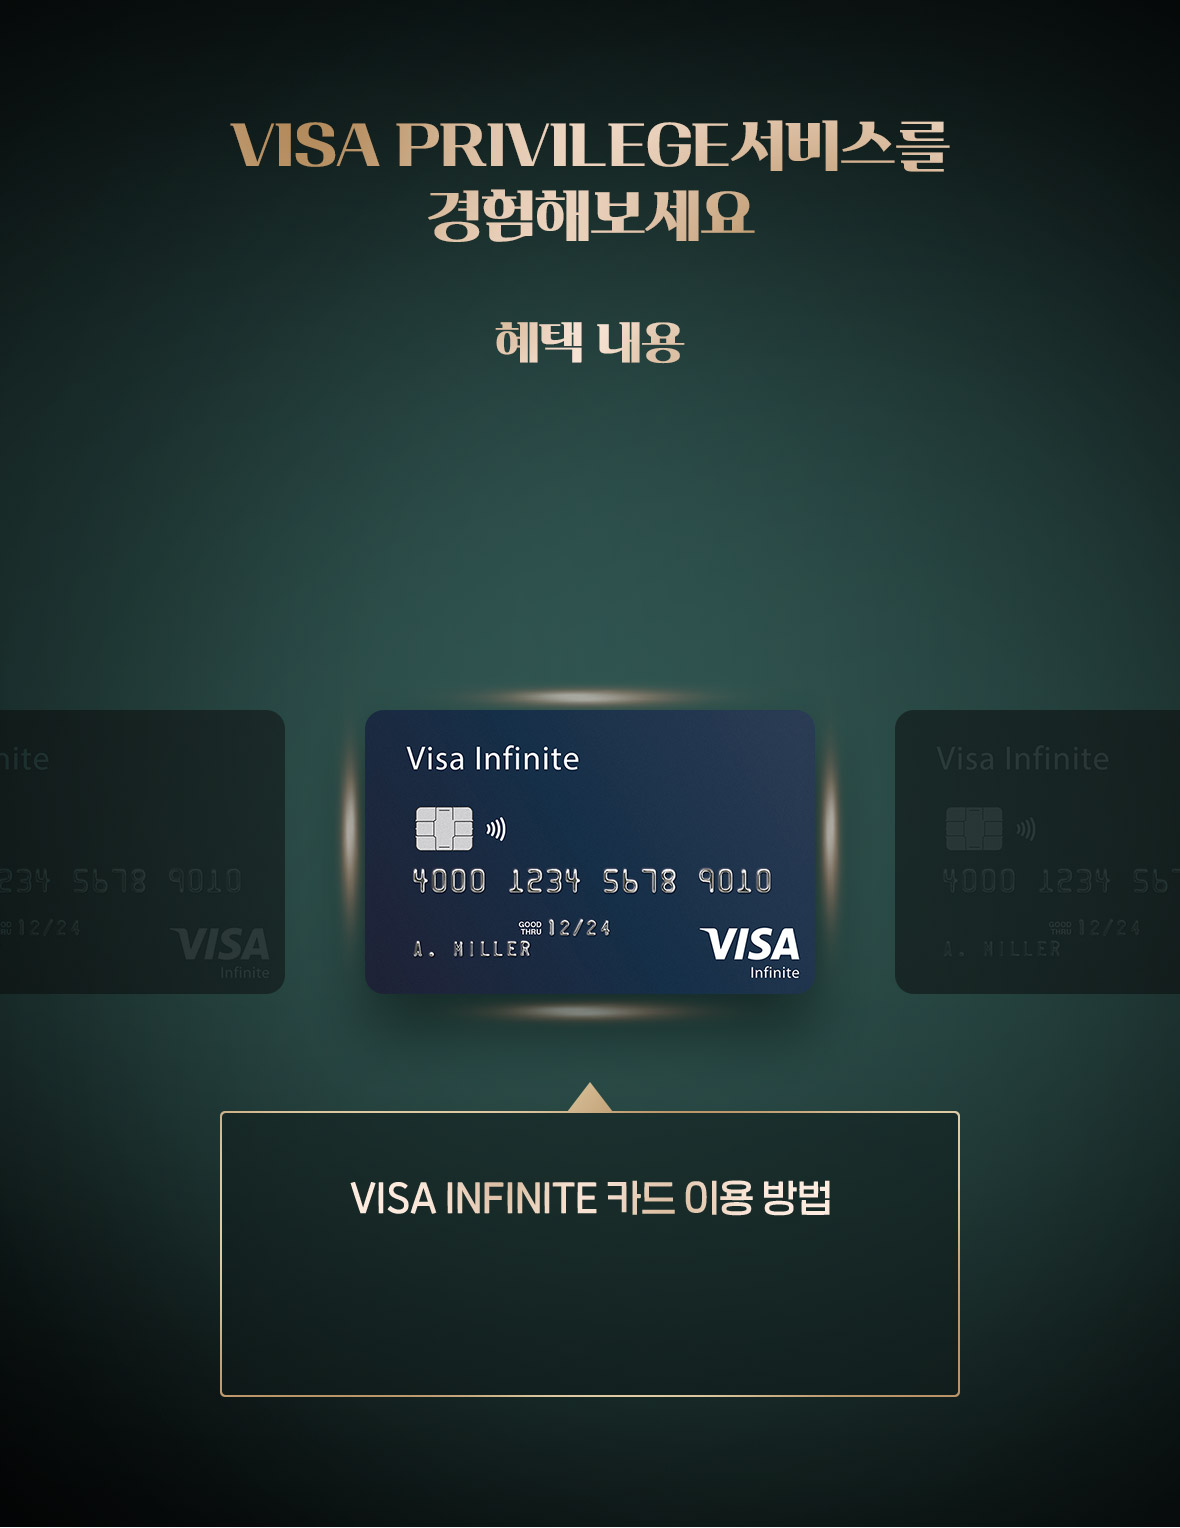 VISA PRIVILEGE서비스를
경험해보세요
혜택 내용
nite
234 5678 9010
12/24
VISA
Infinite
Visa Infinite
4000 1234 5678 9010
GOOD THRU 12/24
A. MILLER
VISA
Infinite
Visa Infinite
4000 1234 567
GOOD THRU 12/24
A. MILLER
VISA INFINITE 카드 이용 방법